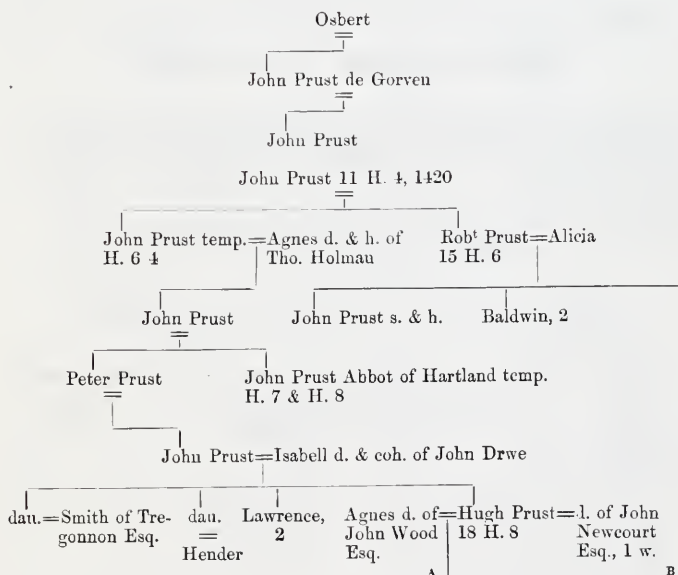 Osbert
John Prust de Gorven
John Prust
John Prust 11 H. 4, 1420
John Prust temp.=Agnes d. & h. of Robᵗ Prust=Alicia
H. 6 4 Tho. Holmau 15 H. 6
John Prust John Prust s. & h. Baldwin, 2
Peter Prust John Prust Abbot of Hartland temp.
H. 7 & H. 8
John Prust=Isabell d. & coh. of John Drwe
dau.=Smith of Tre- dau. Lawrence, Agnes d. of=Hugh Prust=d. of John
gonnon Esq. = 2 John Wood 18 H. 8 Newcourt
Hender Esq. Esq., 1 w.
A B